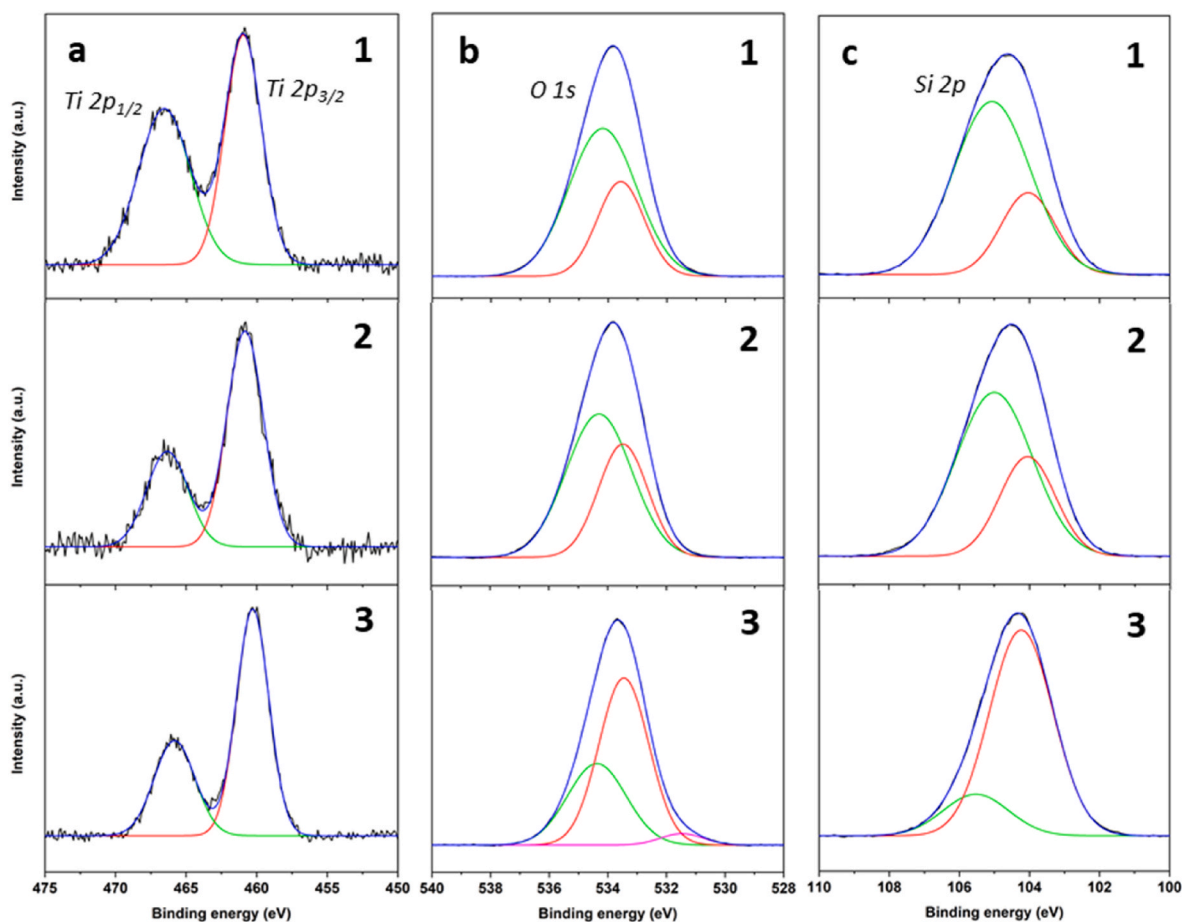 a
1
Ti 2p1/2
Ti 2p3/2
Intensity (a.u.)
b
1
O 1s
c
1
Si 2p
Intensity (a.u.)
2
Intensity (a.u.)
2
2
Intensity (a.u.)
3
Intensity (a.u.)
3
3
475 470 465 460 455 450
Binding energy (eV)
540 538 536 534 532 530 528
Binding energy (eV)
110 108 106 104 102 100
Binding energy (eV)